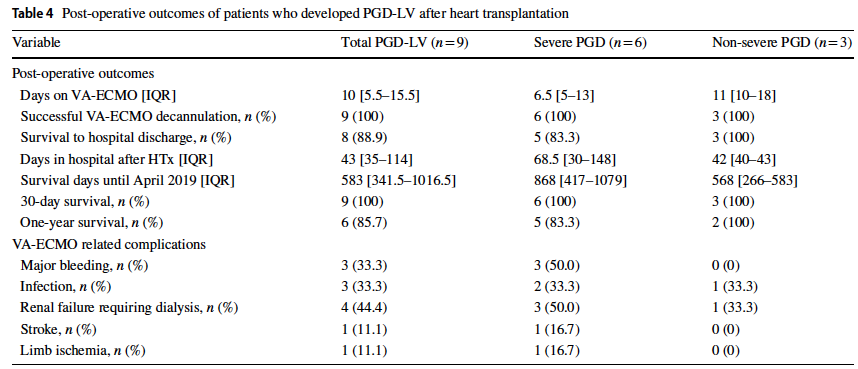 Table 4 Post-operative outcomes of patients who developed PGD-LV after heart transplantation
Variable Total PGD-LV (n=9) Severe PGD (n=6) Non-severe PGD (n=3)
Post-operative outcomes
Days on VA-ECMO [IQR] 10 [5.5–15.5] 6.5 [5–13] 11 [10–18]
Successful VA-ECMO decannulation, n (%) 9 (100) 6 (100) 3 (100)
Survival to hospital discharge, n (%) 8 (88.9) 5 (83.3) 3 (100)
Days in hospital after HTx [IQR] 43 [35–114] 68.5 [30–148] 42 [40–43]
Survival days until April 2019 [IQR] 583 [341.5–1016.5] 868 [417–1079] 568 [266–583]
30-day survival, n (%) 9 (100) 6 (100) 3 (100)
One-year survival, n (%) 6 (85.7) 5 (83.3) 2 (100)
VA-ECMO related complications
Major bleeding, n (%) 3 (33.3) 3 (50.0) 0 (0)
Infection, n (%) 3 (33.3) 2 (33.3) 1 (33.3)
Renal failure requiring dialysis, n (%) 4 (44.4) 3 (50.0) 1 (33.3)
Stroke, n (%) 1 (11.1) 1 (16.7) 0 (0)
Limb ischemia, n (%) 1 (11.1) 1 (16.7) 0 (0)